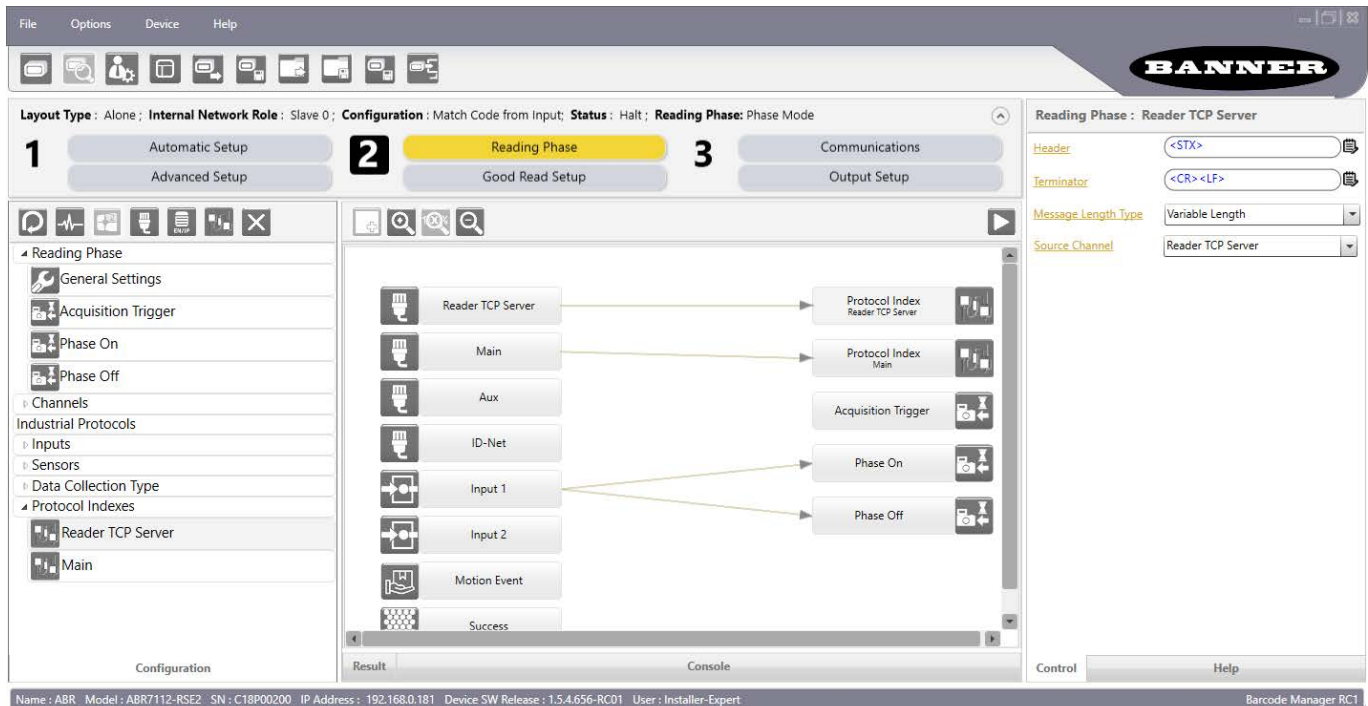 File Options Device Help
BANNER
Layout Type : Alone ; Internal Network Role : Slave 0 ; Configuration : Match Code from Input; Status : Halt ; Reading Phase: Phase Mode
1 Automatic Setup 2 Reading Phase 3 Communications
Advanced Setup Good Read Setup Output Setup
Reading Phase
General Settings
Acquisition Trigger
Phase On
Phase Off
Channels
Industrial Protocols
Inputs
Sensors
Data Collection Type
Protocol Indexes
Reader TCP Server
Main
Configuration
Reader TCP Server
Main
Aux
ID-Net
Input 1
Input 2
Motion Event
Success
Protocol Index
Reader TCP Server
Protocol Index
Main
Acquisition Trigger
Phase On
Phase Off
Result Console
Reading Phase : Reader TCP Server
Header <STX>
Terminator <CR><LF>
Message Length Type Variable Length
Source Channel Reader TCP Server
Control Help
Name : ABR Model : ABR7112-RSE2 SN : C18P00200 IP Address : 192.168.0.181 Device SW Release : 1.5.4.656-RC01 User : Installer-Expert Barcode Manager RC1